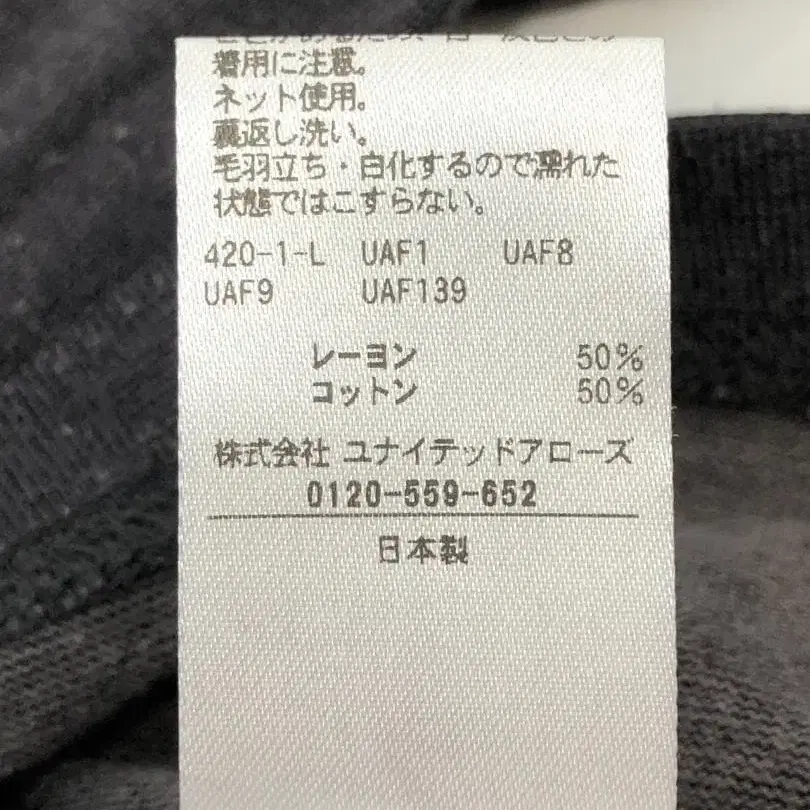 着用に注意。
ネット使用。
裏返し洗い。
毛羽立ち・白化するので濡れた
状態ではこすらない。
420-1-L UAF1 UAF8
UAF9 UAF139
レーヨン 50%
コットン 50%
株式会社 ユナイテッドアローズ
0120-559-652
日本製